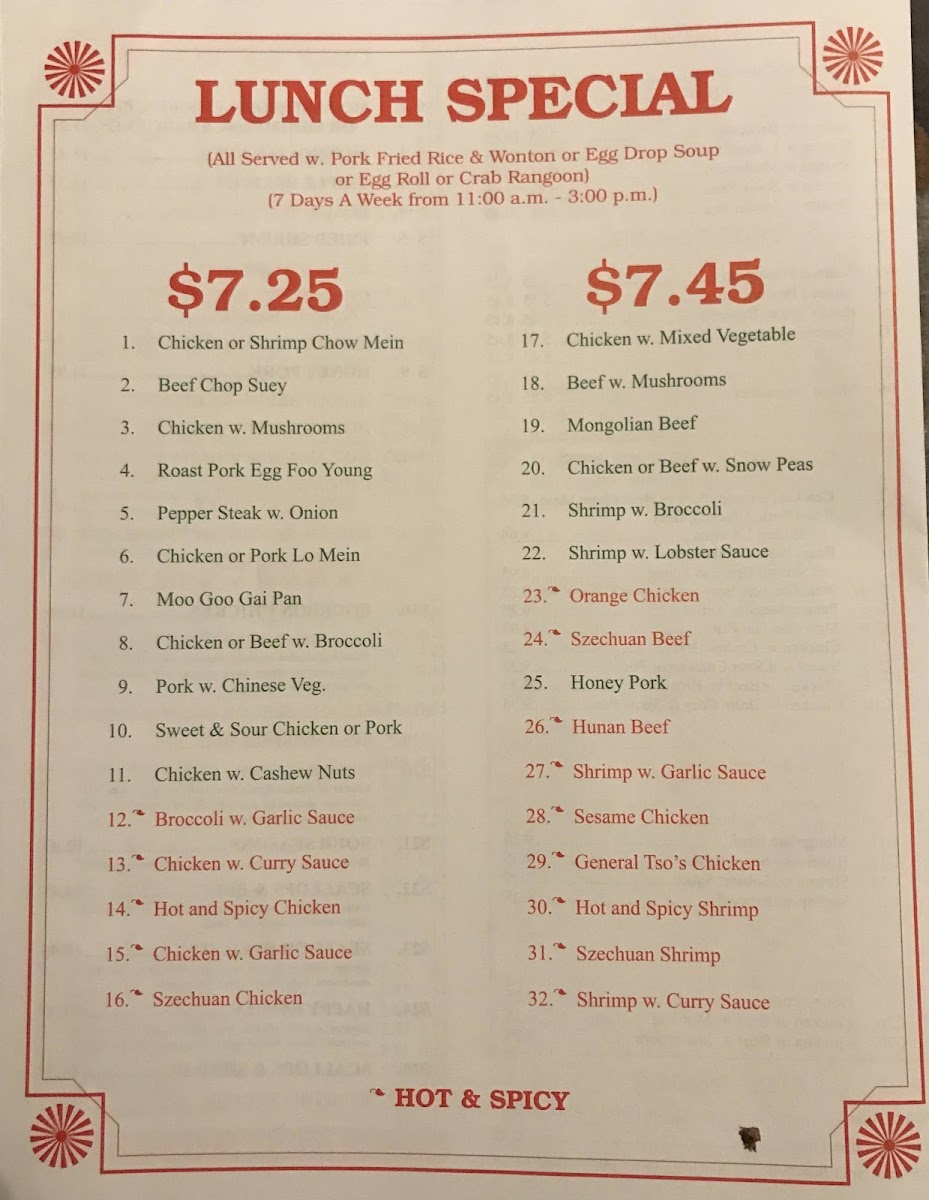 LUNCH SPECIAL
(All Served w. Pork Fried Rice & Wonton or Egg Drop Soup
or Egg Roll or Crab Rangoon)
(7 Days A Week from 11:00 a.m. - 3:00 p.m.)
$7.25
1. Chicken or Shrimp Chow Mein
2. Beef Chop Suey
3. Chicken w. Mushrooms
4. Roast Pork Egg Foo Young
5. Pepper Steak w. Onion
6. Chicken or Pork Lo Mein
7. Moo Goo Gai Pan
8. Chicken or Beef w. Broccoli
9. Pork w. Chinese Veg.
10. Sweet & Sour Chicken or Pork
11. Chicken w. Cashew Nuts
12. Broccoli w. Garlic Sauce
13. Chicken w. Curry Sauce
14. Hot and Spicy Chicken
15. Chicken w. Garlic Sauce
16. Szechuan Chicken
$7.45
17. Chicken w. Mixed Vegetable
18. Beef w. Mushrooms
19. Mongolian Beef
20. Chicken or Beef w. Snow Peas
21. Shrimp w. Broccoli
22. Shrimp w. Lobster Sauce
23. Orange Chicken
24. Szechuan Beef
25. Honey Pork
26. Hunan Beef
27. Shrimp w. Garlic Sauce
28. Sesame Chicken
29. General Tso's Chicken
30. Hot and Spicy Shrimp
31. Szechuan Shrimp
32. Shrimp w. Curry Sauce
HOT & SPICY